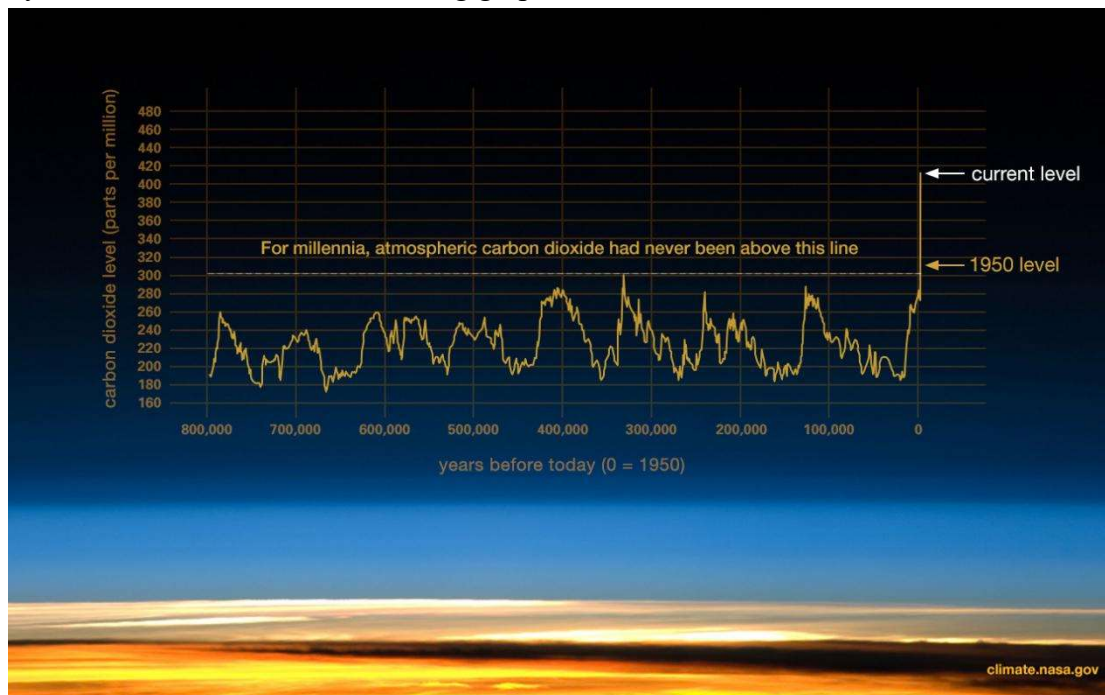 carbon dioxide level (parts per million)
480
460
440
420
400
380
360
340
320
300
280
260
240
220
200
180
160
current level
For millennia, atmospheric carbon dioxide had never been above this line
1950 level
800,000 700,000 600,000 500,000 400,000 300,000 200,000 100,000 0
years before today (0 = 1950)
climate.nasa.gov